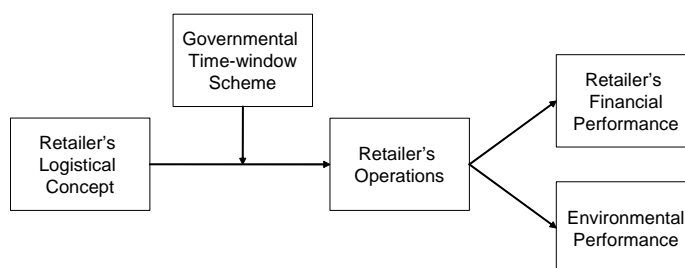 Governmental
Time-window
Scheme
Retailer's
Logistical
Concept
Retailer's
Operations
Retailer's
Financial
Performance
Environmental
Performance